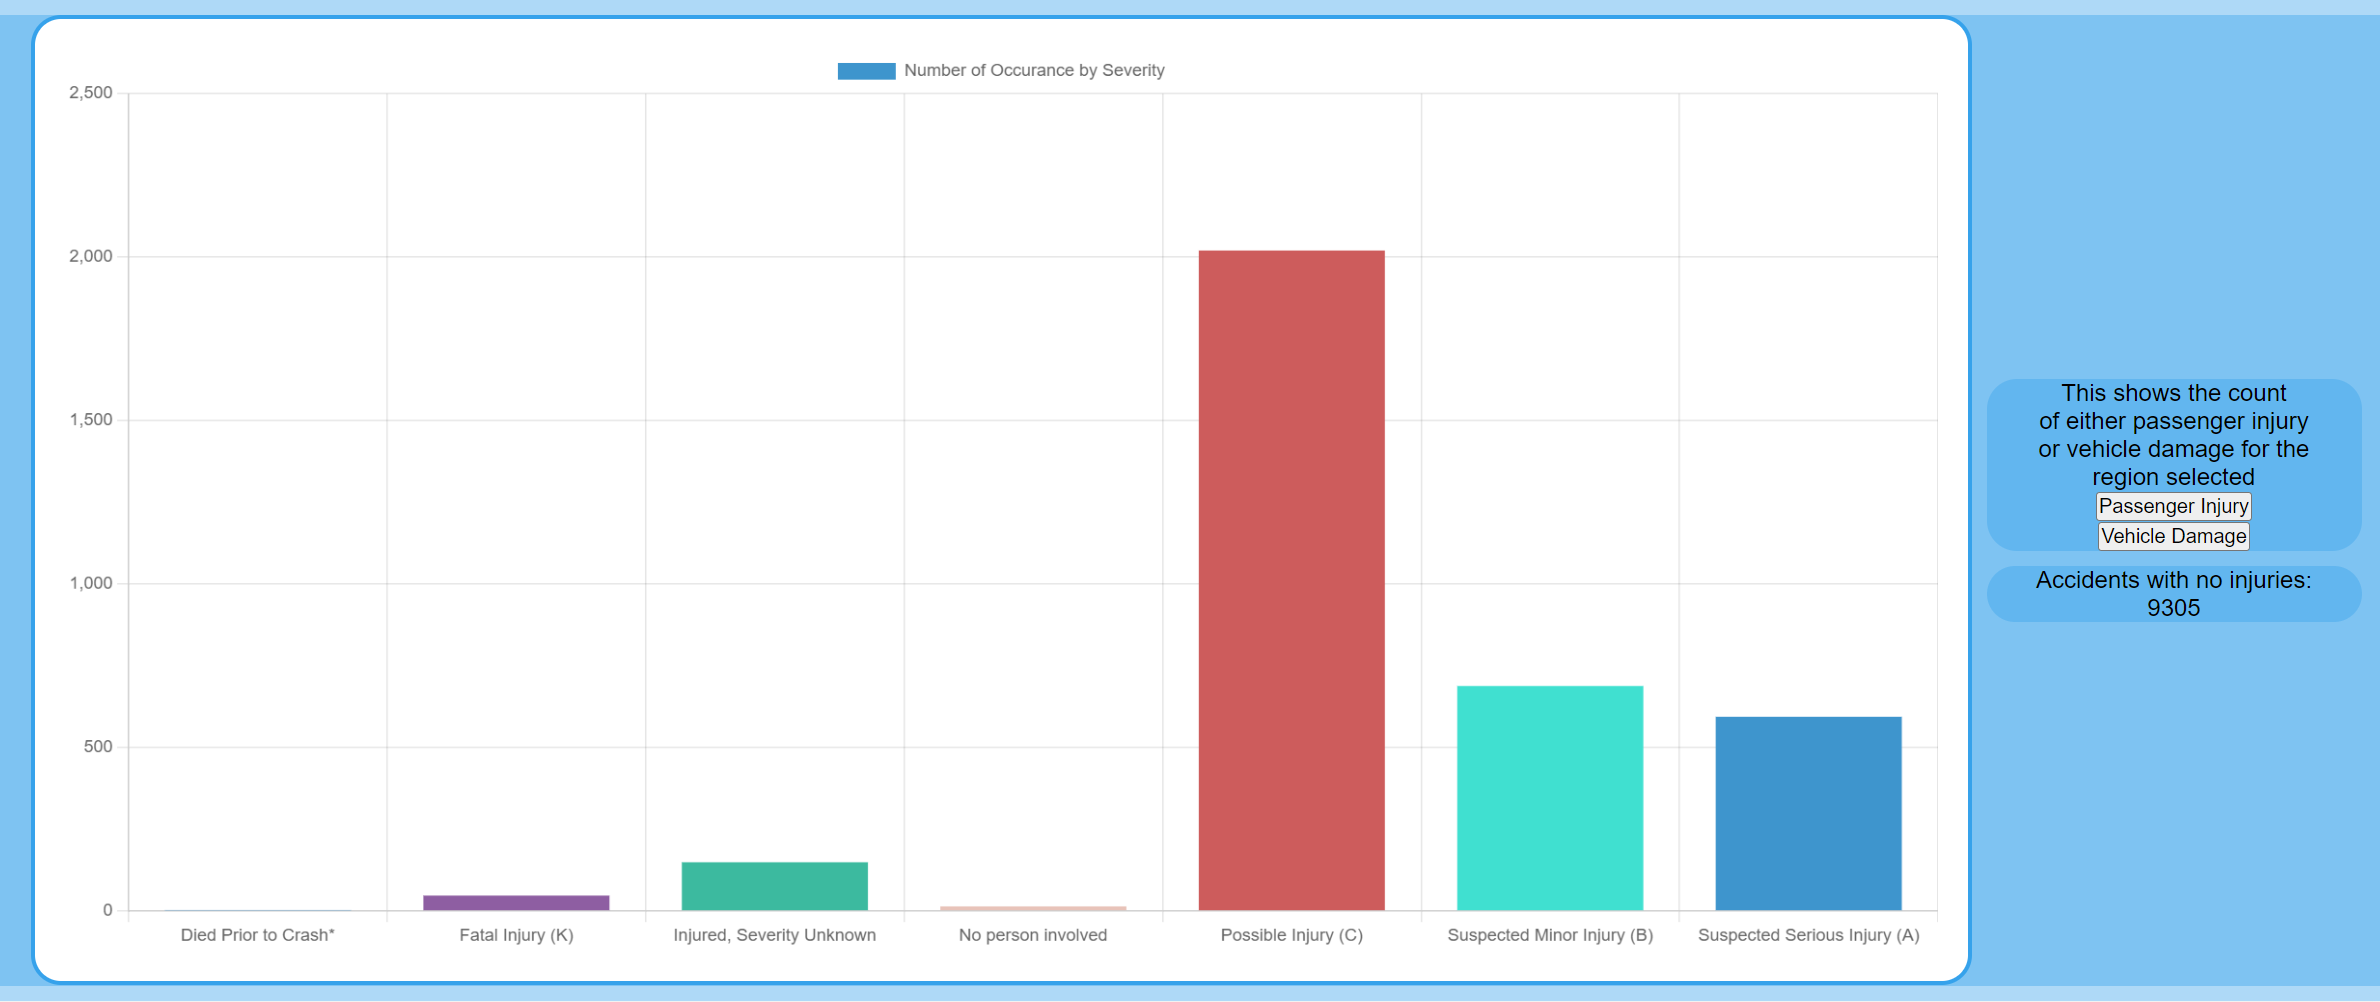 Number of Occurance by Severity
2,500
2,000
1,500
1,000
500
0
Died Prior to Crash*
Fatal Injury (K)
Injured, Severity Unknown
No person involved
Possible Injury (C)
Suspected Minor Injury (B)
Suspected Serious Injury (A)
This shows the count
of either passenger injury
or vehicle damage for the
region selected
Passenger Injury
Vehicle Damage
Accidents with no injuries:
9305